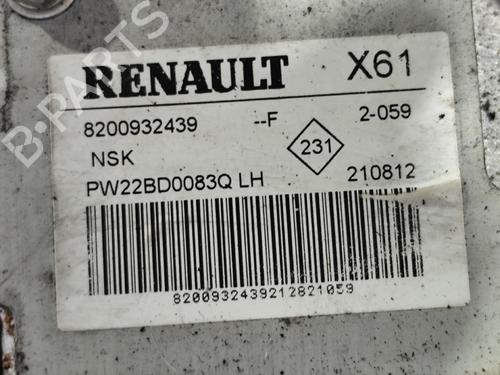 B-PARTS
RENAULT X61
8200932439 --F 2-059
NSK 231
PW22BD0083Q LH 210812
8200932439212821059